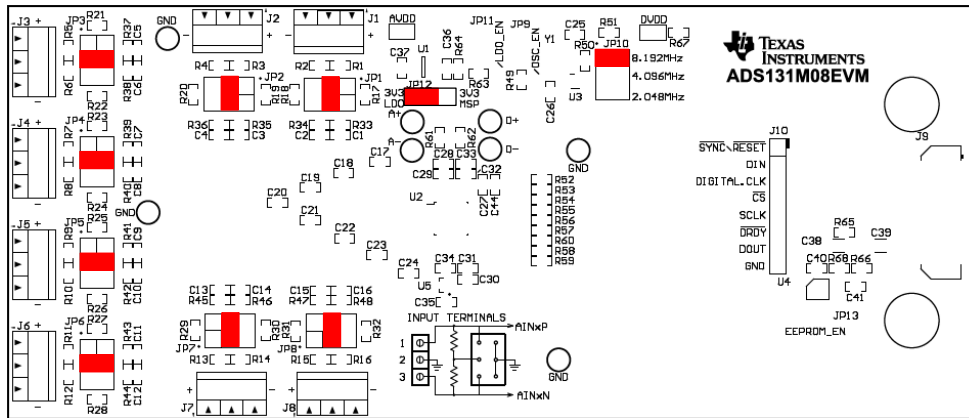 J3 +
R21
JP3
R5
R37
C5
R6
R38
C6
R22
GND
J2
J1
R4
R3
R2
R1
JP2
JP1
R20
R19
R18
R17
R36
R35
R34
R33
C4
C3
C2
C1
AVDD
C37
U1
C36
R64
JP11
LDO_EN
JP9
OSC_EN
Y1
C25
R51
DVDD
R67
R50
JP10
8.192MHz
4.096MHz
2.048MHz
R63
R49
U3
C26
JP12
3V3
LDO
3V3
MSP
A+
D+
A-
D-
R61
R62
TEXAS
INSTRUMENTS
ADS131M08EVM
J4 +
R23
JP4
R7
R39
C7
R8
R40
C8
R24
GND
C17
C18
C19
C20
C21
C22
C23
C24
C28
C33
C29
C32
C27
C44
U2
GND
R52
R53
R54
R55
R56
R57
R60
R58
R59
J10
SYNC\RESET
DIN
DIGITAL.CLK
CS
SCLK
DRDY
DOUT
GND
U4
J9
R65
C38
C39
C40
R68
R66
C41
JP13
EEPROM_EN
J5 +
R25
JP5
R9
R41
C9
R10
R42
C10
R26
C34
C31
C30
U5
C35
C13
C14
C15
C16
R45
R46
R47
R48
J6 +
R27
JP6
R11
R43
C11
R12
R44
C12
R28
R29
R30
R31
R32
JP7
JP8
R13
R14
R15
R16
J7
J8
INPUT TERMINALS
1
2
3
AINxP
AINxN
GND